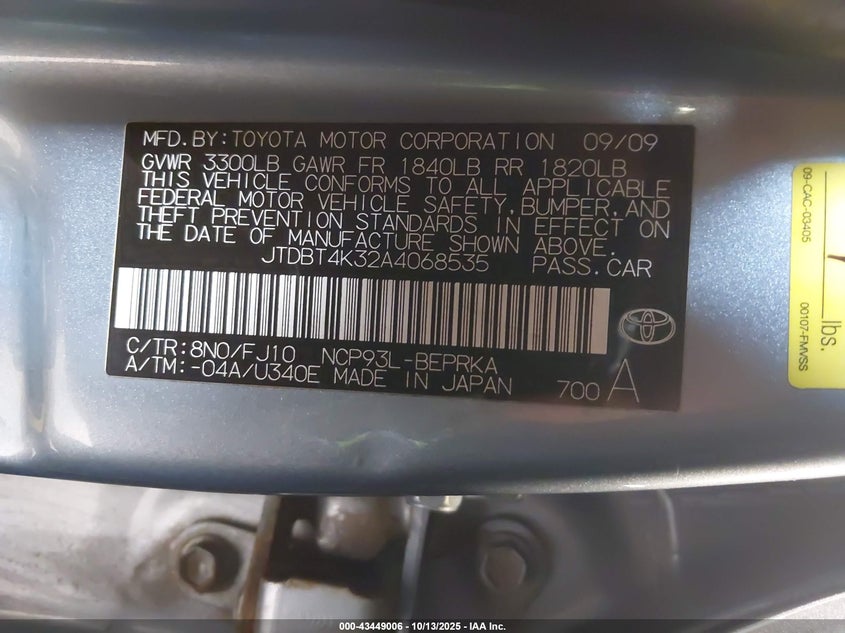 MFD.BY:TOYOTA MOTOR CORPORATION 09/09
GVWR 3300LB GAWR FR 1840LB RR 1820LB
THIS VEHICLE CONFORMS TO ALL APPLICABLE
FEDERAL MOTOR VEHICLE SAFETY,BUMPER,AND
THEFT PREVENTION STANDARDS IN EFFECT ON
THE DATE OF MANUFACTURE SHOWN ABOVE.
JTDBT4K32A4068535 PASS.CAR
C/TR:8N0/FJ10 NCP93L-BEPRKA
A/TM:-04A/U340E MADE IN JAPAN 700 A
09-CAC-03405
lbs.
00107-FMVSS
000-43449006 - 10/13/2025 - IAA Inc.